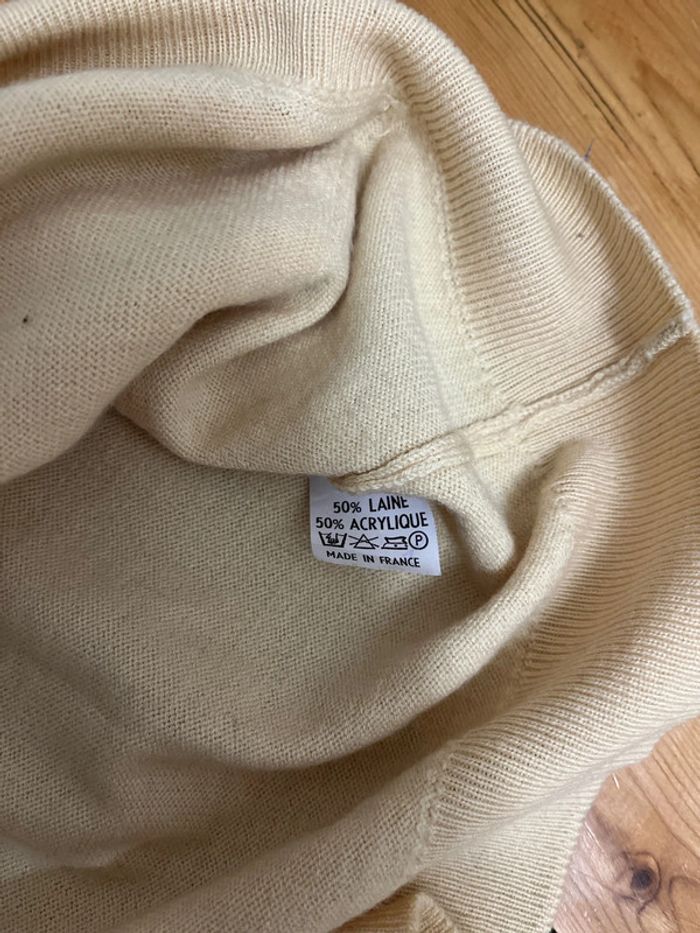 50% LAINE
50% ACRYLIQUE
P
MADE IN FRANCE